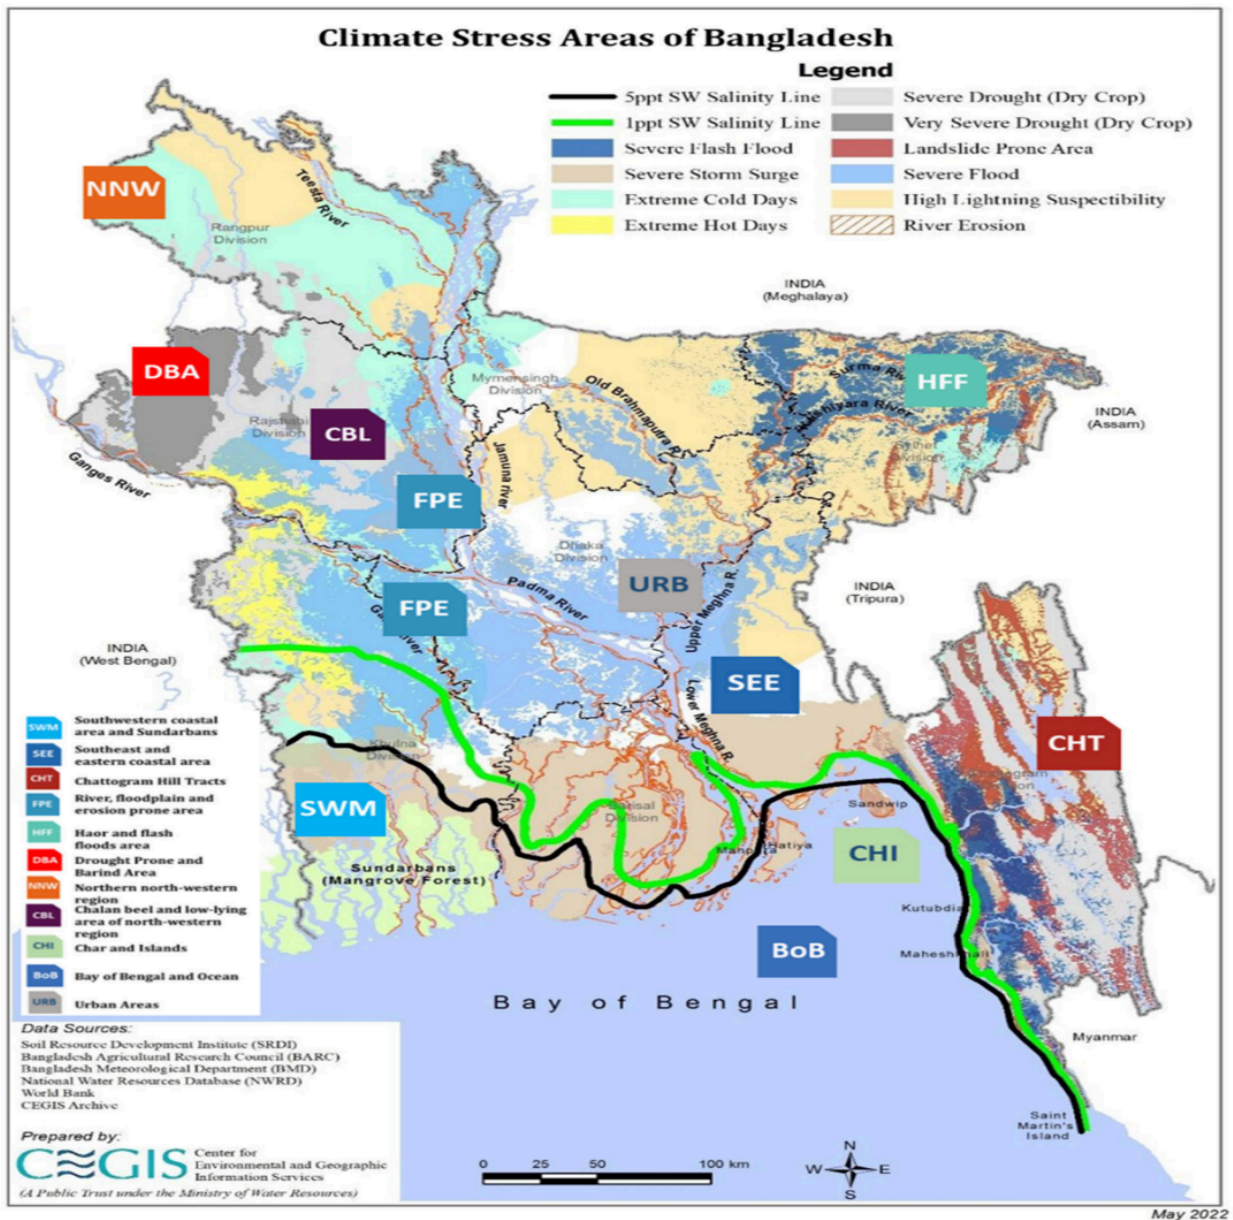 Climate Stress Areas of Bangladesh
Legend
5ppt SW Salinity Line
1ppt SW Salinity Line
Severe Flash Flood
Severe Storm Surge
Extreme Cold Days
Extreme Hot Days
Severe Drought (Dry Crop)
Very Severe Drought (Dry Crop)
Landslide Prone Area
Severe Flood
High Lightning Suspectibility
River Erosion
NNW
Teesta River
Rangpur
Division
INDIA
(Meghalaya)
DBA
Mymensingh
Division
Old Brahmaputra R.
Surma
HFF
INDIA
(Assam)
Rajshahi
Division
CBL
Ganges River
Jamuna river
FPE
Dhaka
Division
URB
INDIA
(Tripura)
Padma River
FPE
Upper Meghna R.
INDIA
(West Bengal)
SEE
Lower Meghna R.
CHT
Khulna
Division
SWM
Barisal
Division
Sandwip
Hatiya
CHI
Sundarbans
(Mangrove Forest)
BoB
Bay of Bengal
Myanmar
Saint
Martin's
Island
SWM Southwestern coastal
area and Sundarbans
SEE Southeast and
eastern coastal area
CHT Chattogram Hill Tracts
FPE River, floodplain and
erosion prone area
HFF Haor and flash
floods area
DBA Drought Prone and
Barind Area
NNW Northern north-western
region
CBL Chalan beel and low-lying
area of north-western
region
CHI Char and Islands
BoB Bay of Bengal and Ocean
URB Urban Areas
Data Sources:
Soil Resource Development Institute (SRDI)
Bangladesh Agricultural Research Council (BARC)
Bangladesh Meteorological Department (BMD)
National Water Resources Database (NWRD)
World Bank
CEGIS Archive
Prepared by:
CEGIS
Center for
Environmental and Geographic
Information Services
(A Public Trust under the Ministry of Water Resources)
0 25 50 100 km
N
W E
S
May 2022